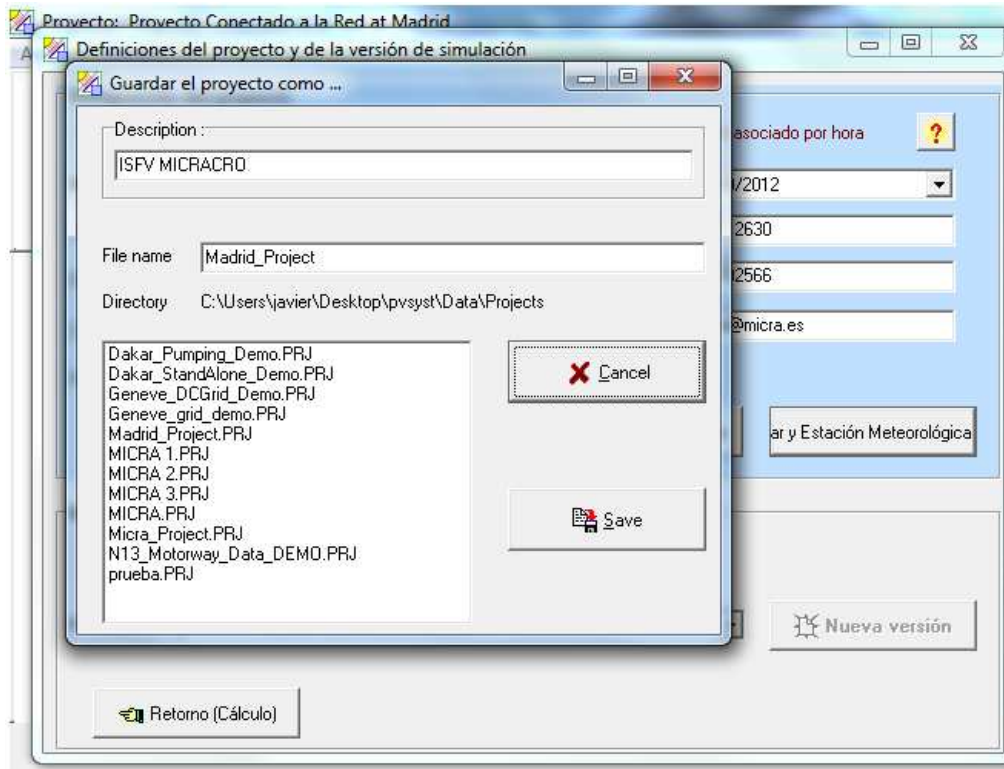 Proyecto: Proyecto Conectado a la Red at Madrid
Definiciones del proyecto y de la versión de simulación
Guardar el proyecto como ...
Description :
ISFV MICRACRO
File name
Madrid_Project
Directory C:\Users\javier\Desktop\pvsyst\Data\Projects
Dakar_Pumping_Demo.PRJ
Dakar_StandAlone_Demo.PRJ
Geneve_DCGrid_Demo.PRJ
Geneve_grid_demo.PRJ
Madrid_Project.PRJ
MICRA 1.PRJ
MICRA 2.PRJ
MICRA 3.PRJ
MICRA.PRJ
Micra_Project.PRJ
N13_Motorway_Data_DEMO.PRJ
prueba.PRJ
Cancel
Save
asociado por hora
?
/2012
2630
2566
@micra.es
ar y Estación Meteorológica
Nueva versión
Retorno (Cálculo)